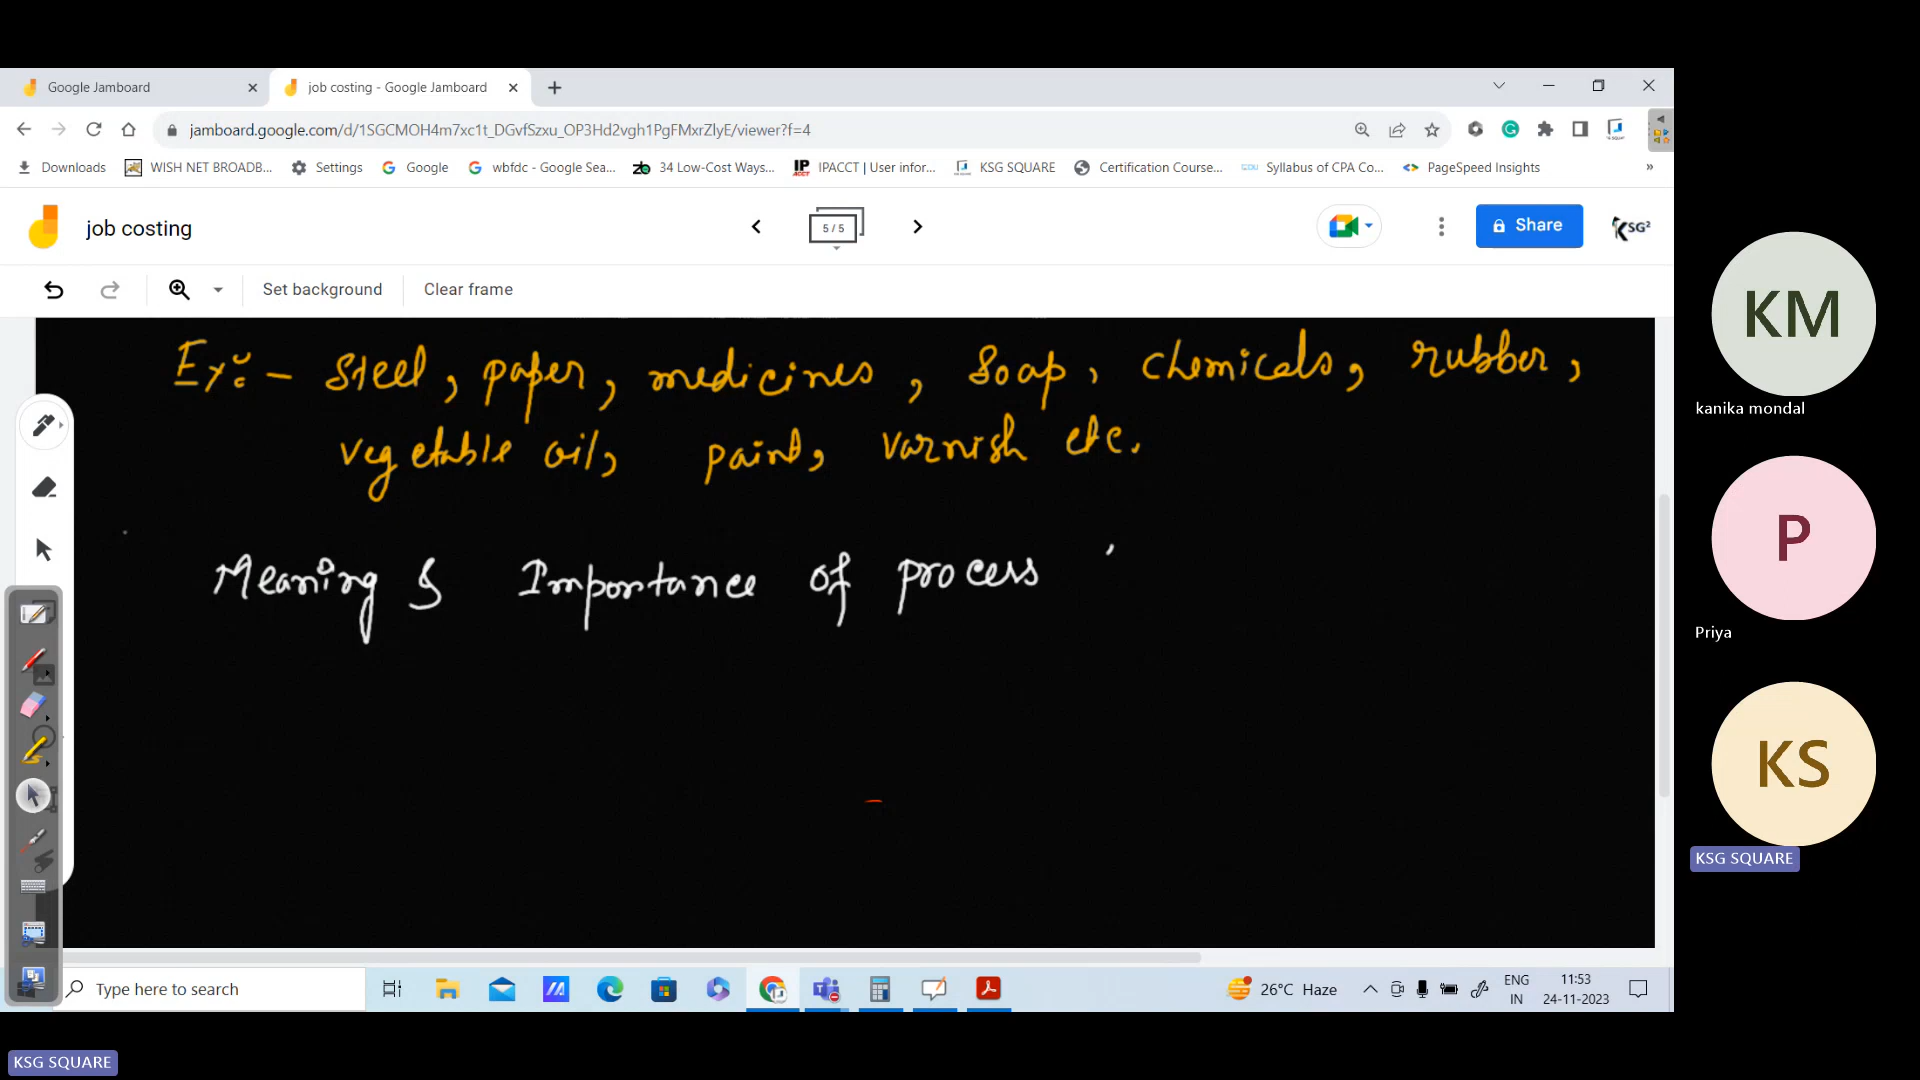 Google Jamboard
job costing - Google Jamboard
jamboard.google.com/d/1SGCMOH4m7xc1t_DGvfSzxu_OP3Hd2vgh1PgFMxrZlyE/viewer?f=4
Downloads WISH NET BROADB... Settings Google wbfdc - Google Sea... 34 Low-Cost Ways... IPACCT | User infor... KSG SQUARE Certification Course... Syllabus of CPA Co... PageSpeed Insights »
job costing
5 / 5
Share
KSG²
Set background Clear frame
Ex:- Steel, paper, medicines, Soap, chemicals, rubber,
vegetable oil, paint, varnish etc.
Meaning & Importance of process
KM
kanika mondal
P
Priya
KS
KSG SQUARE
Type here to search
26°C Haze
ENG
IN
11:53
24-11-2023
KSG SQUARE